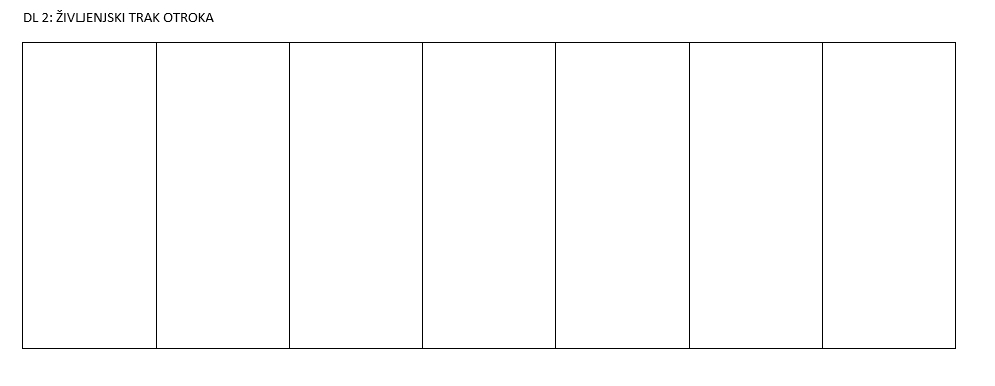 DL 2: ŽIVLJENJSKI TRAK OTROKA